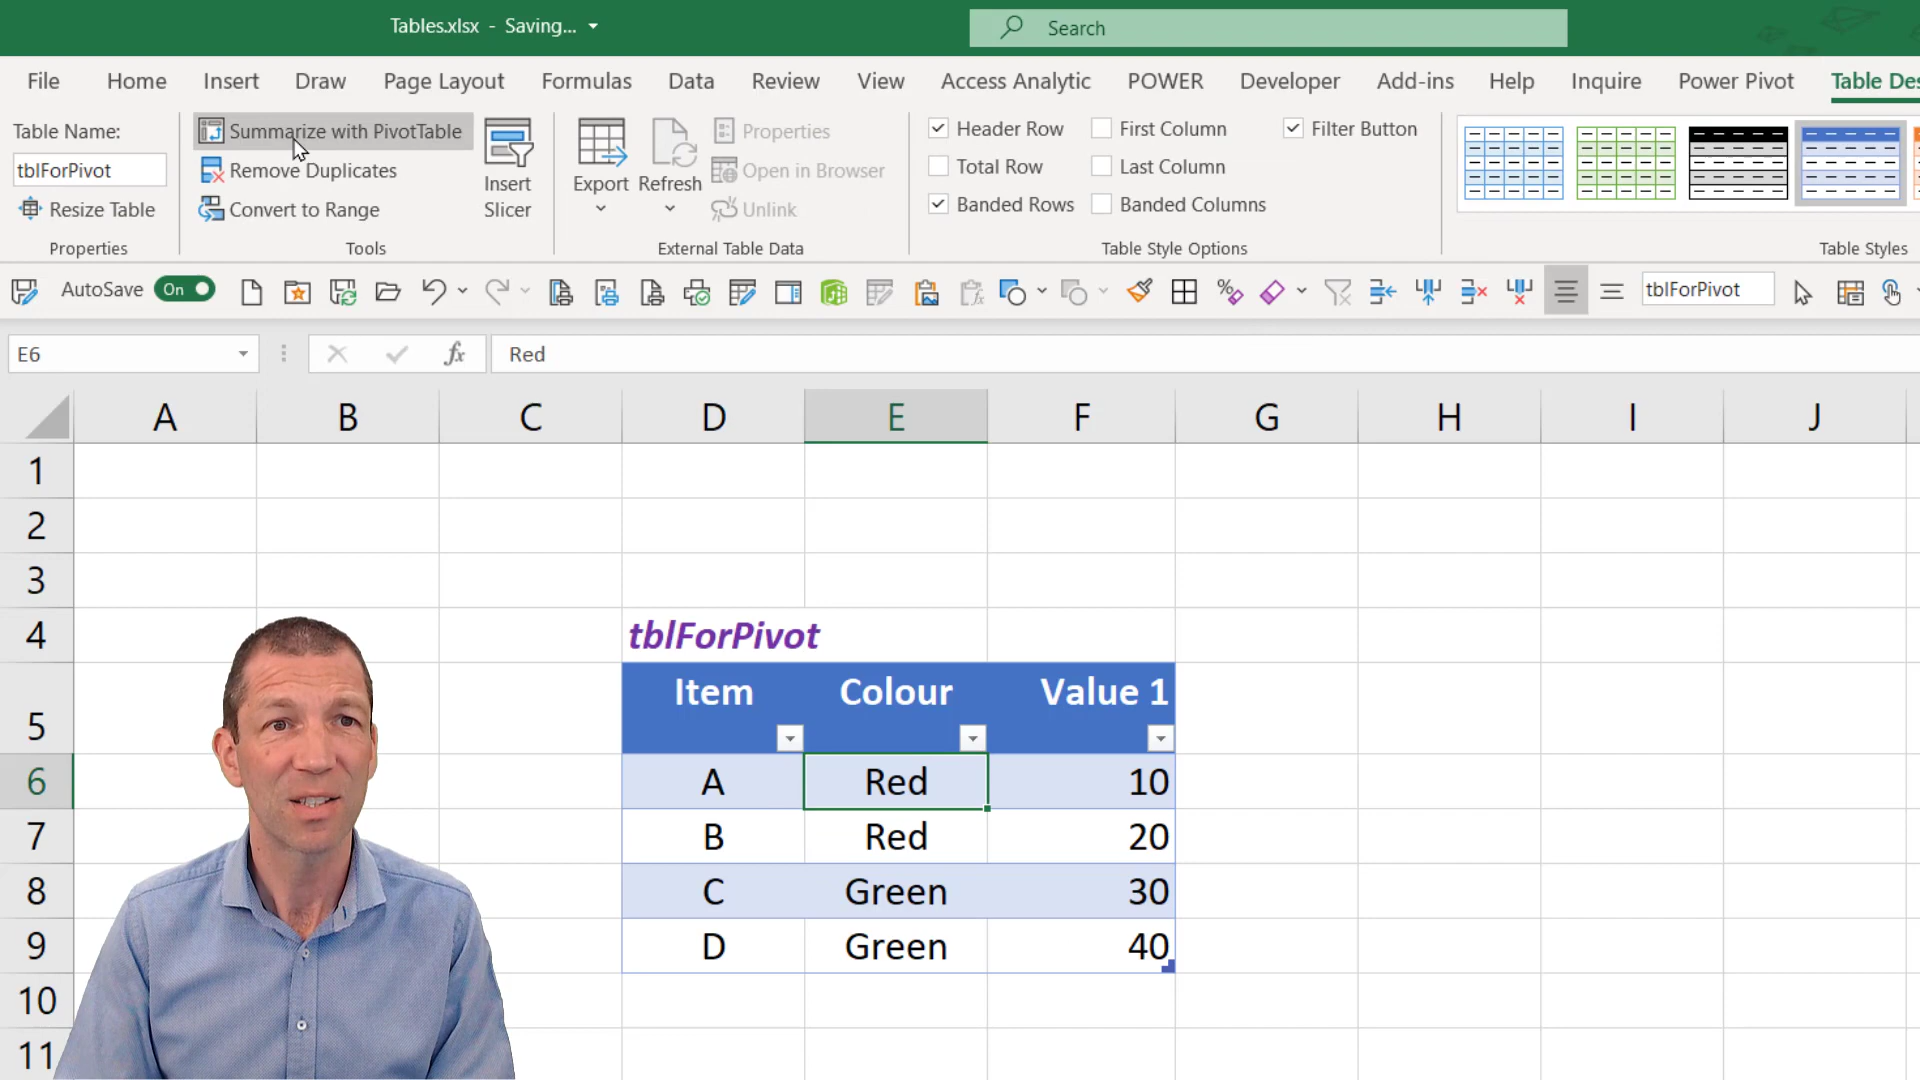 Tables.xlsx - Saving...
Search
File Home Insert Draw Page Layout Formulas Data Review View Access Analytic POWER Developer Add-ins Help Inquire Power Pivot Table Des
Table Name:
tblForPivot
Resize Table
Properties
Summarize with PivotTable
Remove Duplicates
Convert to Range
Tools
Insert
Slicer
Export
Refresh
Properties
Open in Browser
Unlink
External Table Data
Header Row
First Column
Filter Button
Total Row
Last Column
Banded Rows
Banded Columns
Table Style Options
Table Styles
AutoSave On
tblForPivot
E6
fx
Red
A B C D E F G H I J
1
2
3
4 tblForPivot
5 Item Colour Value 1
6 A Red 10
7 B Red 20
8 C Green 30
9 D Green 40
10
11